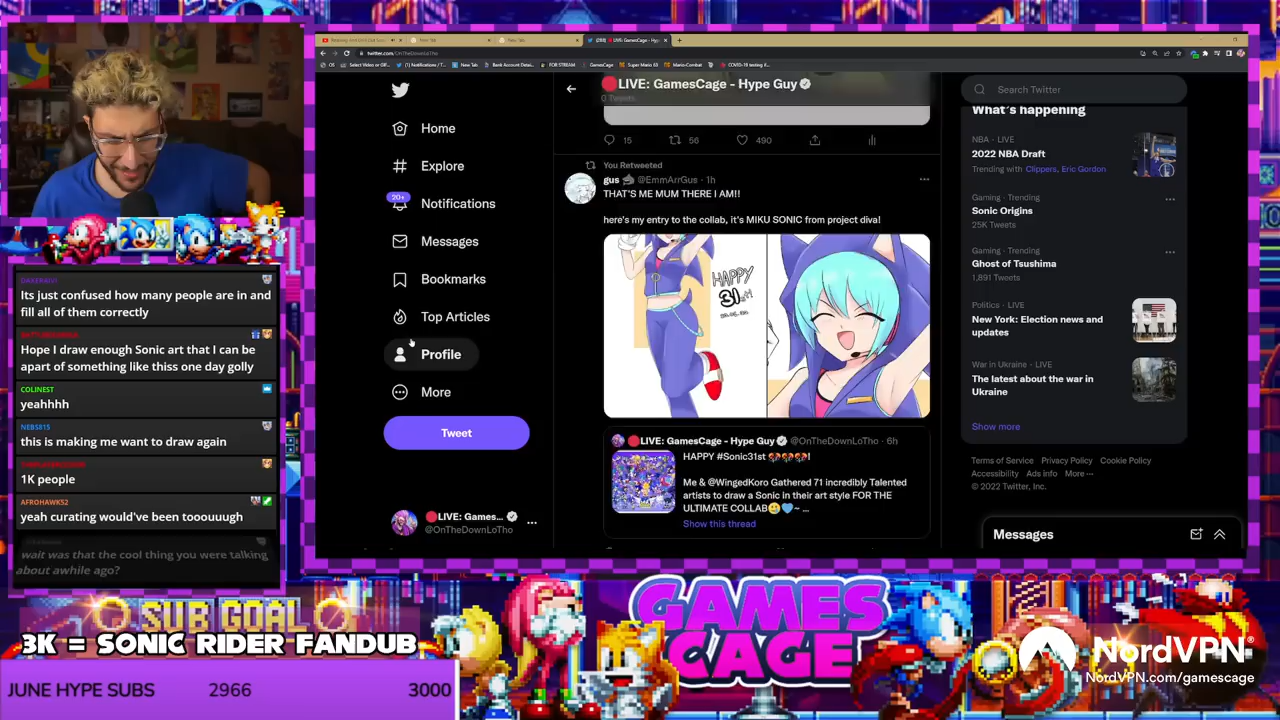 twitter.com/OnTheDownLoTho
LIVE: GamesCage - Hype Guy
0 Tweets
Home
Explore
20+
Notifications
Messages
Bookmarks
Top Articles
Profile
More
Tweet
LIVE: Games...
@OnTheDownLoTho
15
56
490
You Retweeted
gus @EmmArrGus · 1h
THAT'S ME MUM THERE I AM!!
here's my entry to the collab, it's MIKU SONIC from project diva!
HAPPY
31st!
LIVE: GamesCage - Hype Guy @OnTheDownLoTho · 6h
HAPPY #Sonic31st !
Me & @WingedKoro Gathered 71 incredibly Talented
artists to draw a Sonic in their art style FOR THE
ULTIMATE COLLAB ~ ...
Show this thread
Search Twitter
What's happening
NBA · LIVE
2022 NBA Draft
Trending with Clippers, Eric Gordon
Gaming · Trending
Sonic Origins
25K Tweets
Gaming · Trending
Ghost of Tsushima
1,891 Tweets
Politics · LIVE
New York: Election news and
updates
War in Ukraine · LIVE
The latest about the war in
Ukraine
Show more
Terms of Service Privacy Policy Cookie Policy
Accessibility Ads info More ···
© 2022 Twitter, Inc.
Messages
Its just confused how many people are in and
all of them correctly
Hope I draw enough Sonic art that I can be
apart of something like thiss one day golly
COLINEST
yeahhhh
NEBS815
this is making me want to draw again
1K people
AFROHAWK52
yeah curating would've been tooouuugh
wait was that the cool thing you were talking
about awhile ago?
SUB GOAL
3K = SONIC RIDER FANDUB
JUNE HYPE SUBS 2966 3000
GAMES
CAGE
NordVPN®
NordVPN.com/gamescage